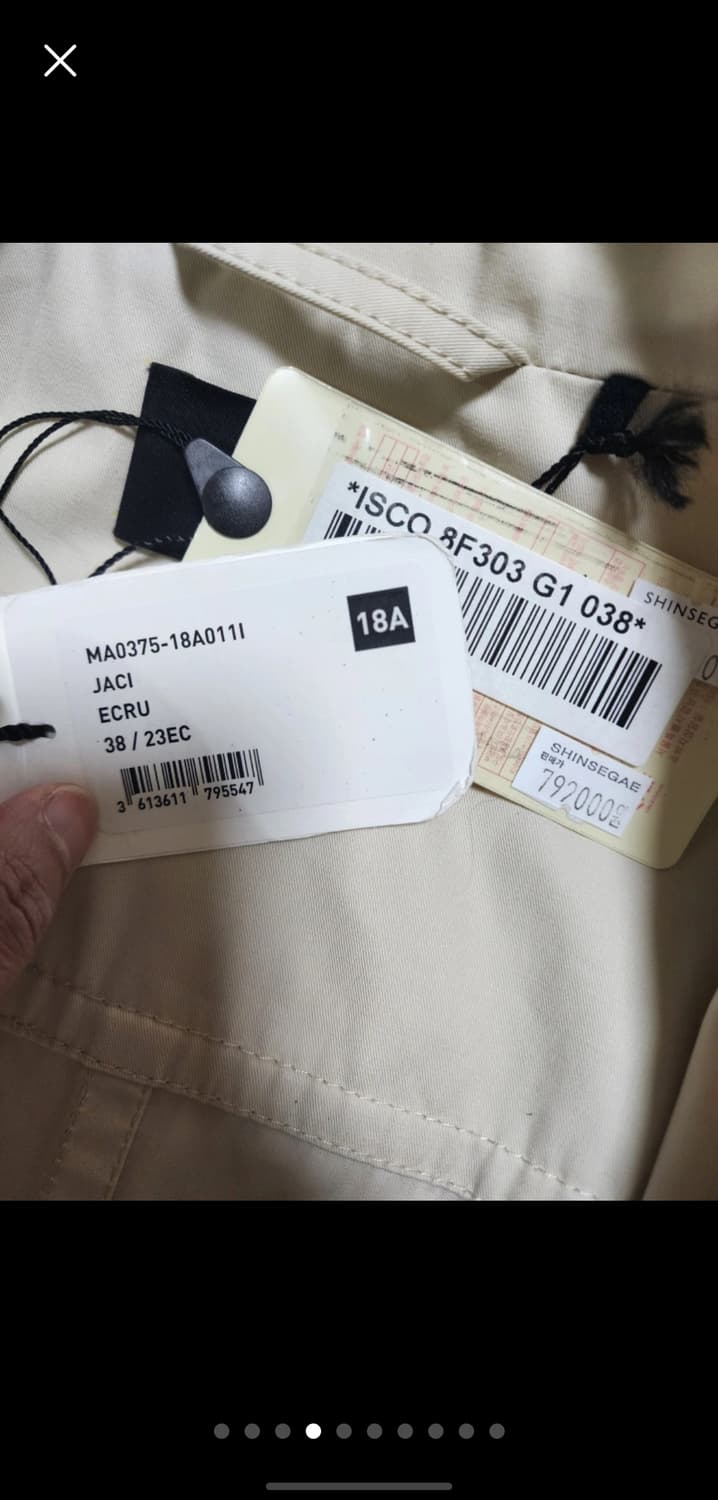 *ISCO 8F303 G1 038*
SHINSEG
MA0375-18A011I
18A
JACI
ECRU
38 / 23EC
3 613611 795547
SHINSEGAE
판매가
792000원